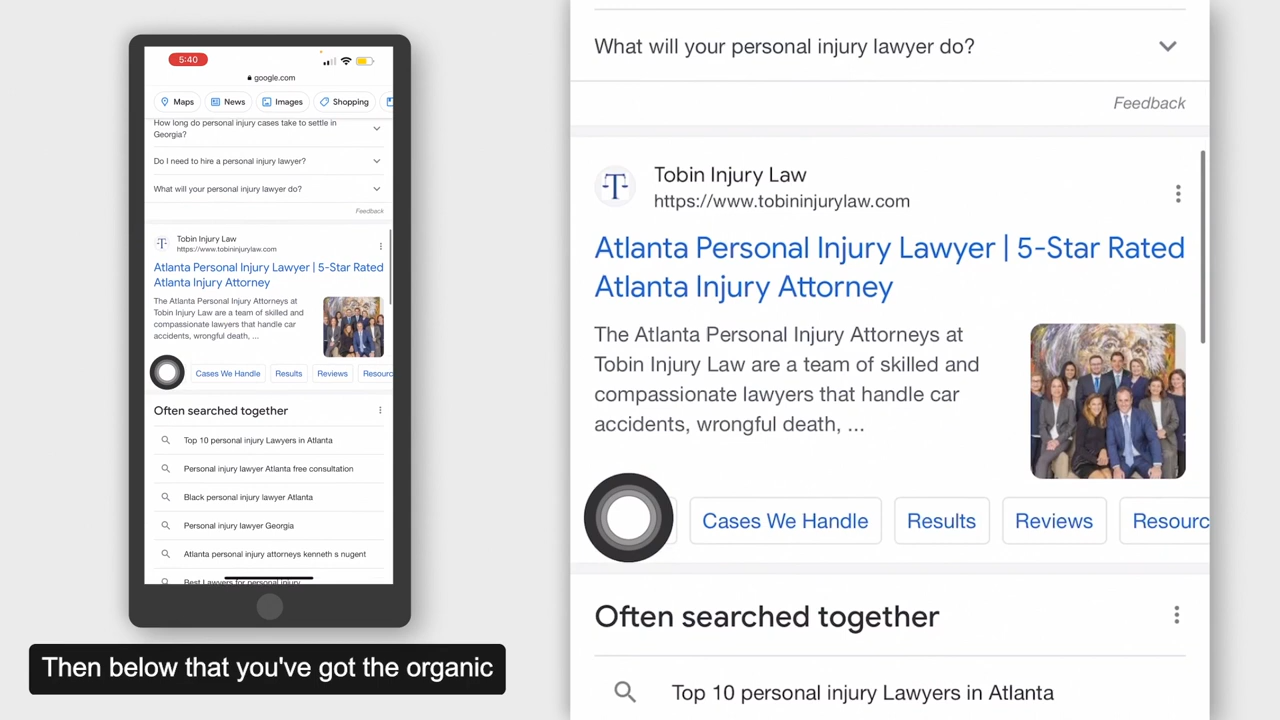 5:40
google.com
Maps
News
Images
Shopping
How long do personal injury cases take to settle in
Georgia?
Do I need to hire a personal injury lawyer?
What will your personal injury lawyer do?
Feedback
Tobin Injury Law
https://www.tobininjurylaw.com
Atlanta Personal Injury Lawyer | 5-Star Rated
Atlanta Injury Attorney
The Atlanta Personal Injury Attorneys at
Tobin Injury Law are a team of skilled and
compassionate lawyers that handle car
accidents, wrongful death, ...
Cases We Handle
Results
Reviews
Resourc
Often searched together
Top 10 personal injury Lawyers in Atlanta
Personal injury lawyer Atlanta free consultation
Black personal injury lawyer Atlanta
Personal injury lawyer Georgia
Atlanta personal injury attorneys kenneth s nugent
Best Lawyers for personal injury
Then below that you've got the organic
What will your personal injury lawyer do?
Feedback
Tobin Injury Law
https://www.tobininjurylaw.com
Atlanta Personal Injury Lawyer | 5-Star Rated
Atlanta Injury Attorney
The Atlanta Personal Injury Attorneys at
Tobin Injury Law are a team of skilled and
compassionate lawyers that handle car
accidents, wrongful death, ...
Cases We Handle
Results
Reviews
Resourc
Often searched together
Top 10 personal injury Lawyers in Atlanta